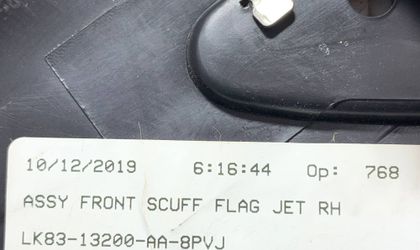 10/12/2019 6:16:44 Op: 768
ASSY FRONT SCUFF FLAG JET RH
LK83-13200-AA-8PVJ